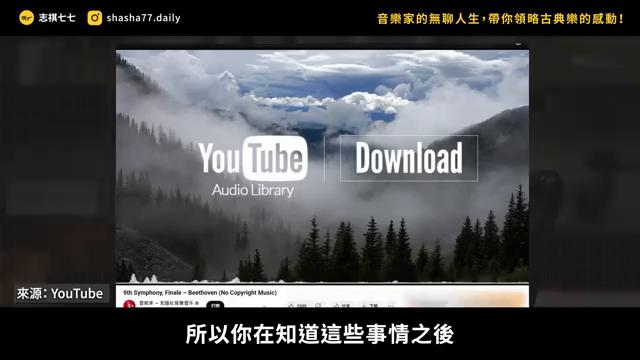 志祺七七
shasha77.daily
音樂家的無聊人生，帶你領略古典樂的感動！
YouTube
Audio Library
Download
9th Symphony, Finale – Beethoven (No Copyright Music)
來源：YouTube
所以你在知道這些事情之後